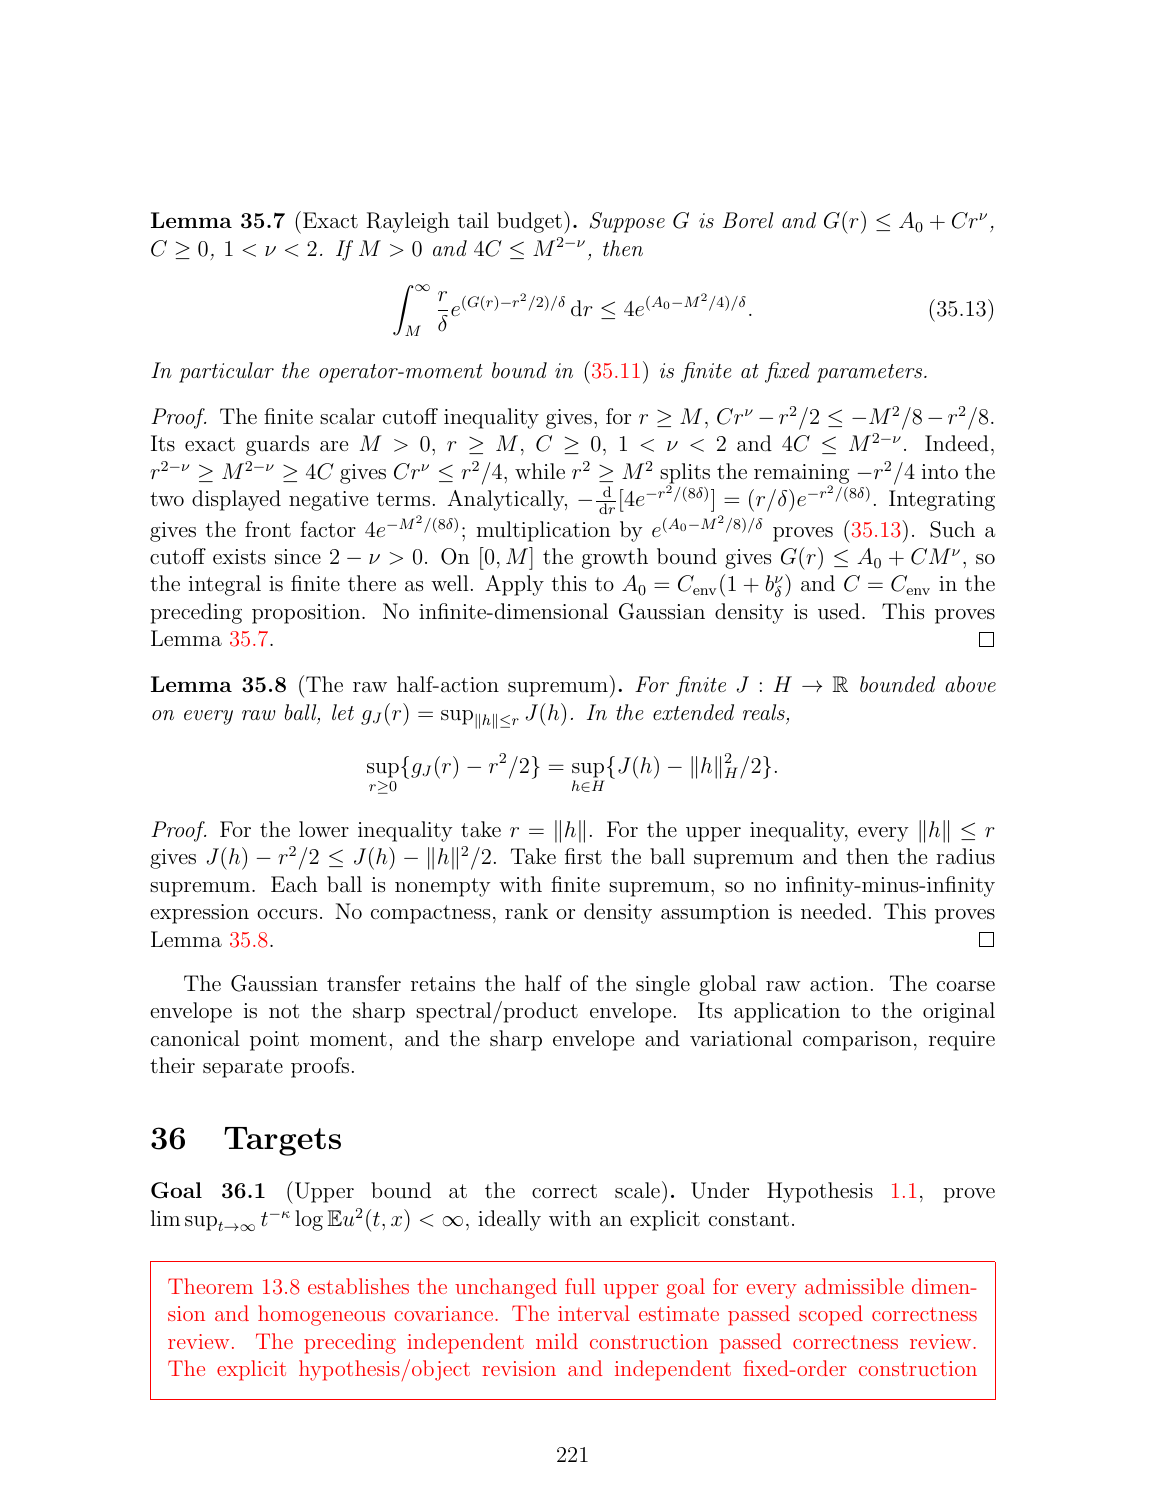 Lemma 35.7 (Exact Rayleigh tail budget). Suppose G is Borel and G(r) ≤ A₀ + Cr^ν,
C ≥ 0, 1 < ν < 2. If M > 0 and 4C ≤ M^{2−ν}, then
∫_M^∞ (r/δ) e^{(G(r)−r²/2)/δ} dr ≤ 4e^{(A₀−M²/4)/δ}. (35.13)
In particular the operator-moment bound in (35.11) is finite at fixed parameters.
Proof. The finite scalar cutoff inequality gives, for r ≥ M, Cr^ν − r²/2 ≤ −M²/8 − r²/8.
Its exact guards are M > 0, r ≥ M, C ≥ 0, 1 < ν < 2 and 4C ≤ M^{2−ν}. Indeed,
r^{2−ν} ≥ M^{2−ν} ≥ 4C gives Cr^ν ≤ r²/4, while r² ≥ M² splits the remaining −r²/4 into the
two displayed negative terms. Analytically, −d/dr[4e^{−r²/(8δ)}] = (r/δ)e^{−r²/(8δ)}. Integrating
gives the front factor 4e^{−M²/(8δ)}; multiplication by e^{(A₀−M²/8)/δ} proves (35.13). Such a
cutoff exists since 2 − ν > 0. On [0, M] the growth bound gives G(r) ≤ A₀ + CM^ν, so
the integral is finite there as well. Apply this to A₀ = C_env(1 + b_δ^ν) and C = C_env in the
preceding proposition. No infinite-dimensional Gaussian density is used. This proves
Lemma 35.7. □
Lemma 35.8 (The raw half-action supremum). For finite J : H → ℝ bounded above
on every raw ball, let g_J(r) = sup_{‖h‖≤r} J(h). In the extended reals,
sup_{r≥0}{g_J(r) − r²/2} = sup_{h∈H}{J(h) − ‖h‖²_H/2}.
Proof. For the lower inequality take r = ‖h‖. For the upper inequality, every ‖h‖ ≤ r
gives J(h) − r²/2 ≤ J(h) − ‖h‖²/2. Take first the ball supremum and then the radius
supremum. Each ball is nonempty with finite supremum, so no infinity-minus-infinity
expression occurs. No compactness, rank or density assumption is needed. This proves
Lemma 35.8. □
The Gaussian transfer retains the half of the single global raw action. The coarse
envelope is not the sharp spectral/product envelope. Its application to the original
canonical point moment, and the sharp envelope and variational comparison, require
their separate proofs.
36 Targets
Goal 36.1 (Upper bound at the correct scale). Under Hypothesis 1.1, prove
lim sup_{t→∞} t^{−κ} log 𝔼u²(t, x) < ∞, ideally with an explicit constant.
Theorem 13.8 establishes the unchanged full upper goal for every admissible dimen-
sion and homogeneous covariance. The interval estimate passed scoped correctness
review. The preceding independent mild construction passed correctness review.
The explicit hypothesis/object revision and independent fixed-order construction
221